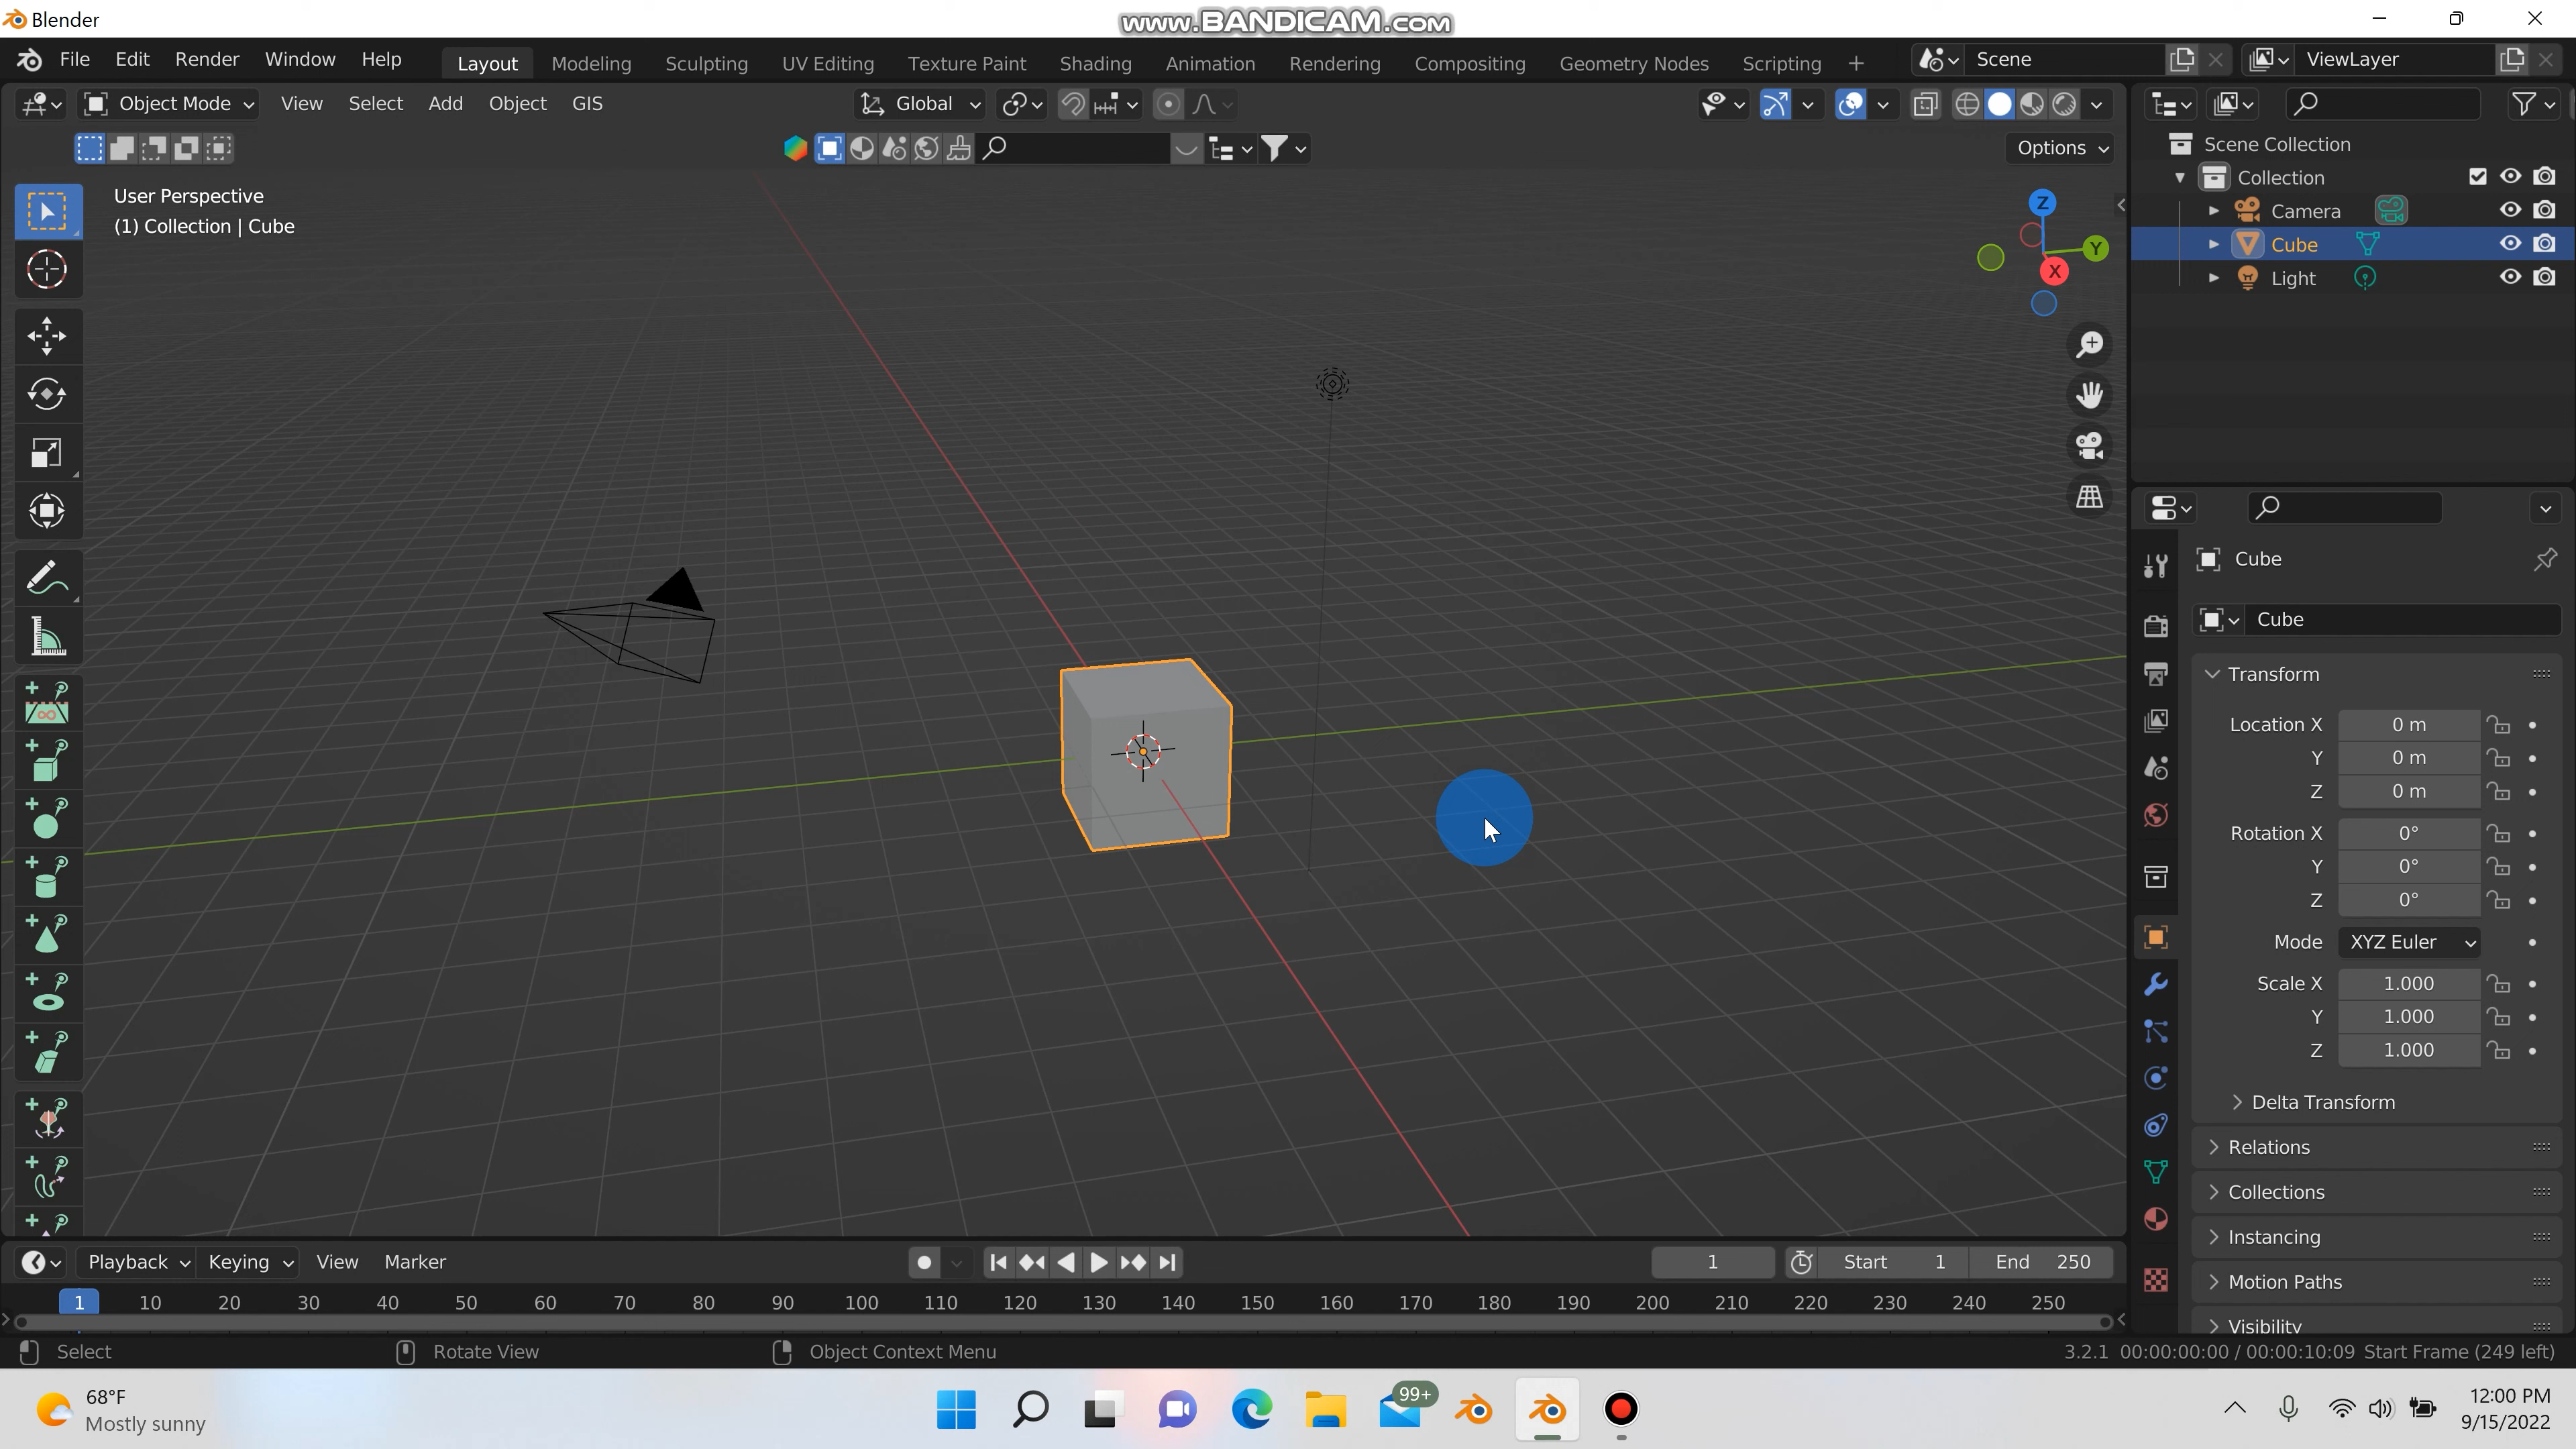 Blender
www.BANDICAM.com
File Edit Render Window Help Layout Modeling Sculpting UV Editing Texture Paint Shading Animation Rendering Compositing Geometry Nodes Scripting + Scene ViewLayer
Object Mode View Select Add Object GIS Global
Options
User Perspective
(1) Collection | Cube
Z
Y
X
Scene Collection
Collection
Camera
Cube
Light
Cube
Cube
Transform
Location X 0 m
Y 0 m
Z 0 m
Rotation X 0°
Y 0°
Z 0°
Mode XYZ Euler
Scale X 1.000
Y 1.000
Z 1.000
Delta Transform
Relations
Collections
Instancing
Motion Paths
Visibility
Playback Keying View Marker 1 Start 1 End 250
1 10 20 30 40 50 60 70 80 90 100 110 120 130 140 150 160 170 180 190 200 210 220 230 240 250
Select Rotate View Object Context Menu 3.2.1 00:00:00:00 / 00:00:10:09 Start Frame (249 left)
68°F
Mostly sunny
99+
12:00 PM
9/15/2022